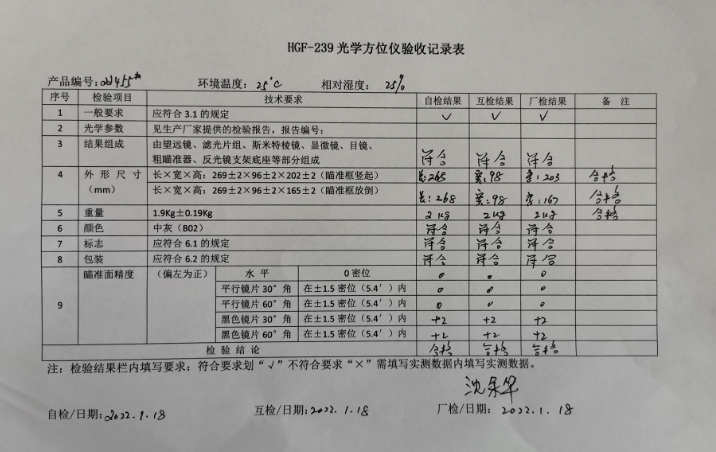 HGF-239 光学方位仪验收记录表
产品编号: 环境温度: 25℃ 相对湿度: 25%
序号 检验项目 技术要求 自检结果 互检结果 厂检结果 备 注
1 一般要求 应符合 3.1 的规定 √ √ √
2 光学参数 见生产厂家提供的检验报告，报告编号:
3 结果组成 由望远镜、滤光片组、斯米特棱镜、显微镜、目镜、
粗瞄准器、反光镜支架底座等部分组成 符合 符合 符合
4 外 形 尺 寸 长×宽×高: 269±2×96±2×202±2（瞄准框竖起） 长:265 宽:98 高:203 合格
（mm） 长×宽×高: 269±2×96±2×165±2（瞄准框放倒） 长:268 宽:98 高:167 合格
5 重量 1.9Kg±0.19Kg 2kg 2kg 2kg 合格
6 颜色 中灰（B02） 符合 符合 符合
7 标志 应符合 6.1 的规定 符合 符合 符合
8 包装 应符合 6.2 的规定 符合 符合 符合
9 瞄准面精度 （偏左为正） 水 平 0 密位 0 0 0
平行镜片 30° 角 在±1.5 密位（5.4′）内 0 0 0
平行镜片 60° 角 在±1.5 密位（5.4′）内 0 0 0
黑色镜片 30° 角 在±1.5 密位（5.4′）内 +2 +2 +2
黑色镜片 60° 角 在±1.5 密位（5.4′）内 +2 +2 +2
检 验 结 论 合格 合格 合格
注: 检验结果栏内填写要求: 符合要求划“√”不符合要求“×”需填写实测数据内填写实测数据。
自检/日期: 2022.1.18 互检/日期: 2022.1.18 厂检/日期: 2022.1.18